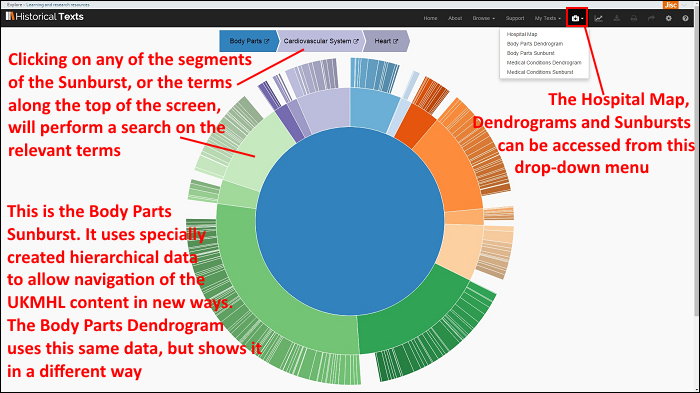 Explore :: Learning and research resources
Jisc
Historical Texts
Home About Browse Support My Texts
Body Parts Cardiovascular System Heart
Hospital Map
Body Parts Dendrogram
Body Parts Sunburst
Medical Conditions Dendrogram
Medical Conditions Sunburst
Clicking on any of the segments
of the Sunburst, or the terms
along the top of the screen,
will perform a search on the
relevant terms
The Hospital Map,
Dendrograms and Sunbursts
can be accessed from this
drop-down menu
This is the Body Parts
Sunburst. It uses specially
created hierarchical data
to allow navigation of the
UKMHL content in new ways.
The Body Parts Dendrogram
uses this same data, but shows it
in a different way